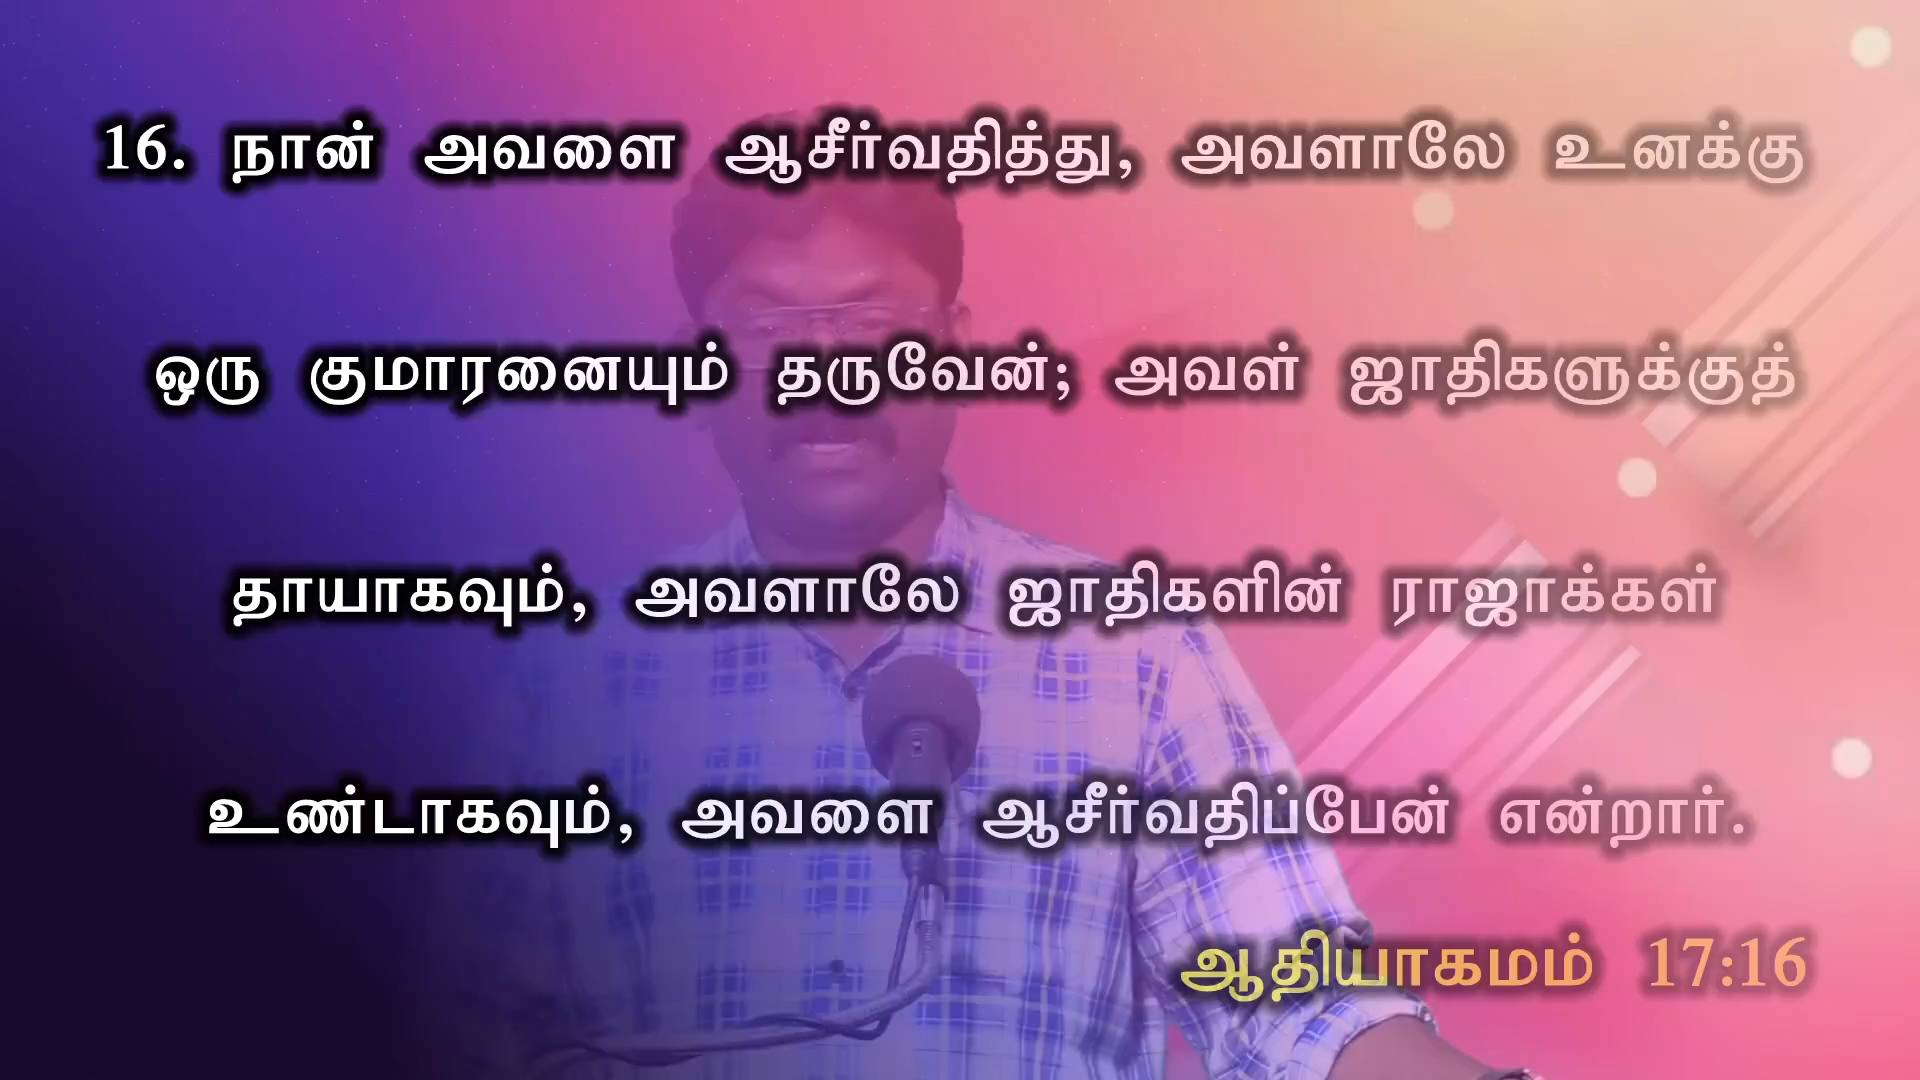 16. நான் அவளை ஆசீர்வதித்து, அவளாலே உனக்கு
ஒரு குமாரனையும் தருவேன்; அவள் ஜாதிகளுக்குத்
தாயாகவும், அவளாலே ஜாதிகளின் ராஜாக்கள்
உண்டாகவும், அவளை ஆசீர்வதிப்பேன் என்றார்.
ஆதியாகமம் 17:16